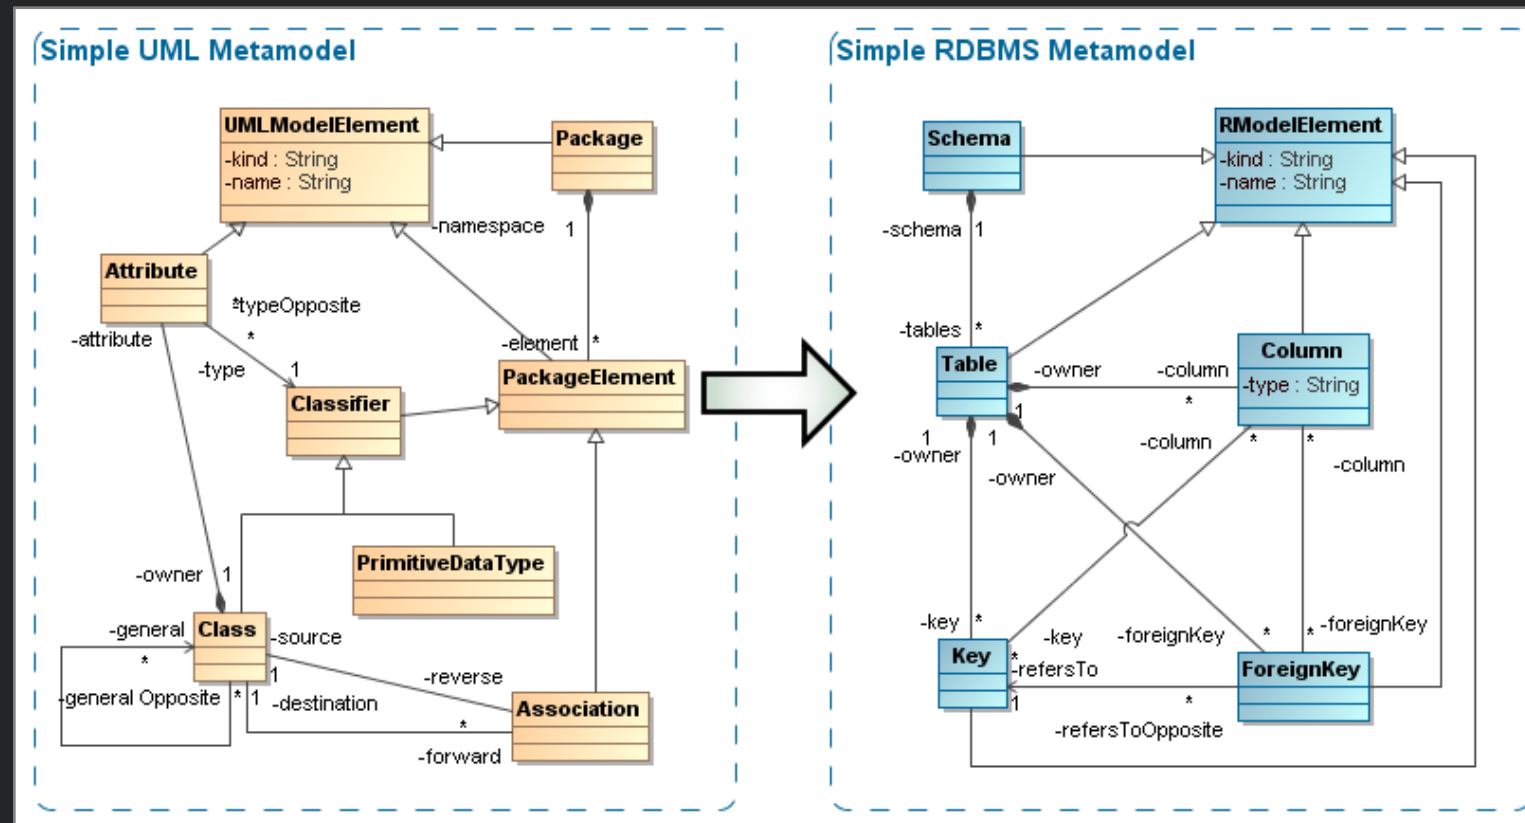 Simple UML Metamodel
UMLModelElement
-kind : String
-name : String
Package
-namespace
1
Attribute
*
-typeOpposite
*
-attribute
-type
1
-element
*
PackageElement
Classifier
PrimitiveDataType
-owner
1
-general
*
Class
-source
1
-reverse
-general Opposite
*
1
-destination
*
-forward
Association
Simple RDBMS Metamodel
Schema
RModelElement
-kind : String
-name : String
-schema
1
-tables
*
Table
-owner
-column
*
Column
-type : String
1
1
-owner
1
-owner
-column
*
*
-column
-key
*
-key
-foreignKey
*
*
-foreignKey
Key
*
-refersTo
1
*
ForeignKey
-refersToOpposite